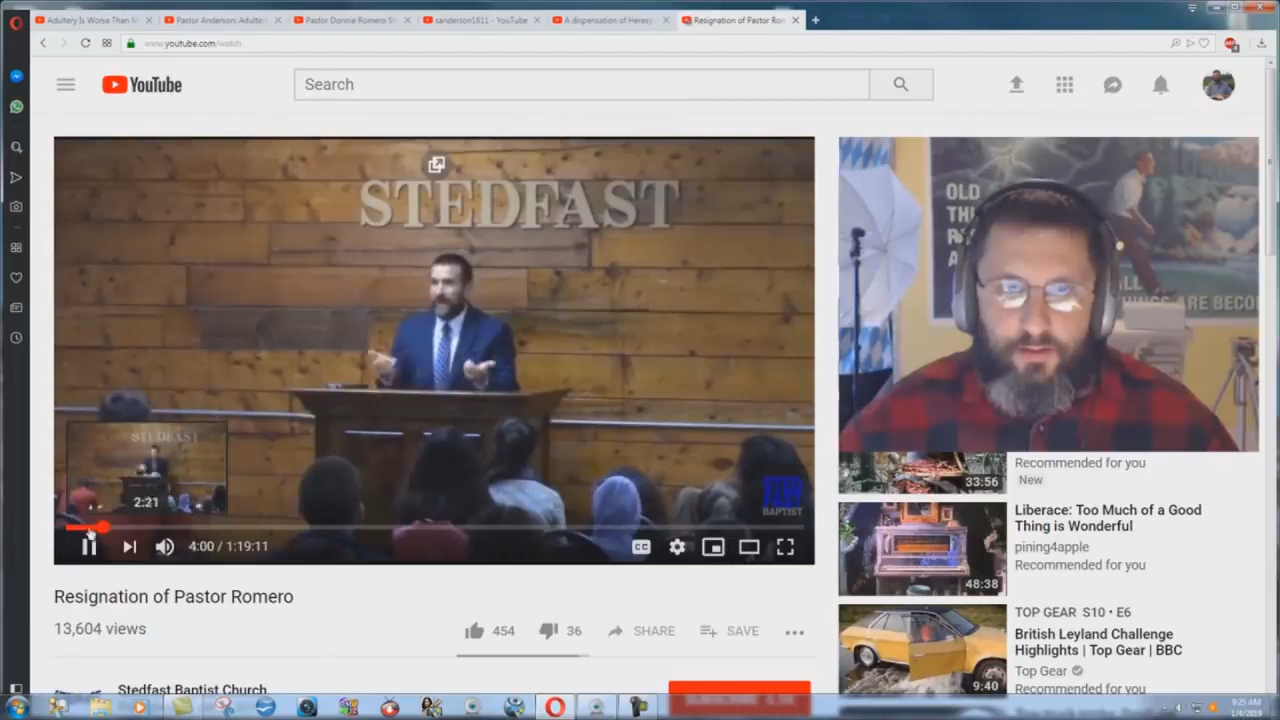 Adultery Is Worse Than M
Pastor Anderson: Adulter
Pastor Donnie Romero St
sanderson1611 - YouTube
A dispensation of Heresy
Resignation of Pastor Rom
www.youtube.com/watch
YouTube
Search
STEDFAST
OLD
ARE BECO
STEDFAST
2:21
BAPTIST
4:00 / 1:19:11
CC
Resignation of Pastor Romero
13,604 views
454
36
SHARE
SAVE
Stedfast Baptist Church
33:56
Recommended for you
New
48:38
Liberace: Too Much of a Good
Thing is Wonderful
pining4apple
Recommended for you
9:40
TOP GEAR S10 • E6
British Leyland Challenge
Highlights | Top Gear | BBC
Top Gear
Recommended for you
9:25 AM
1/4/2019